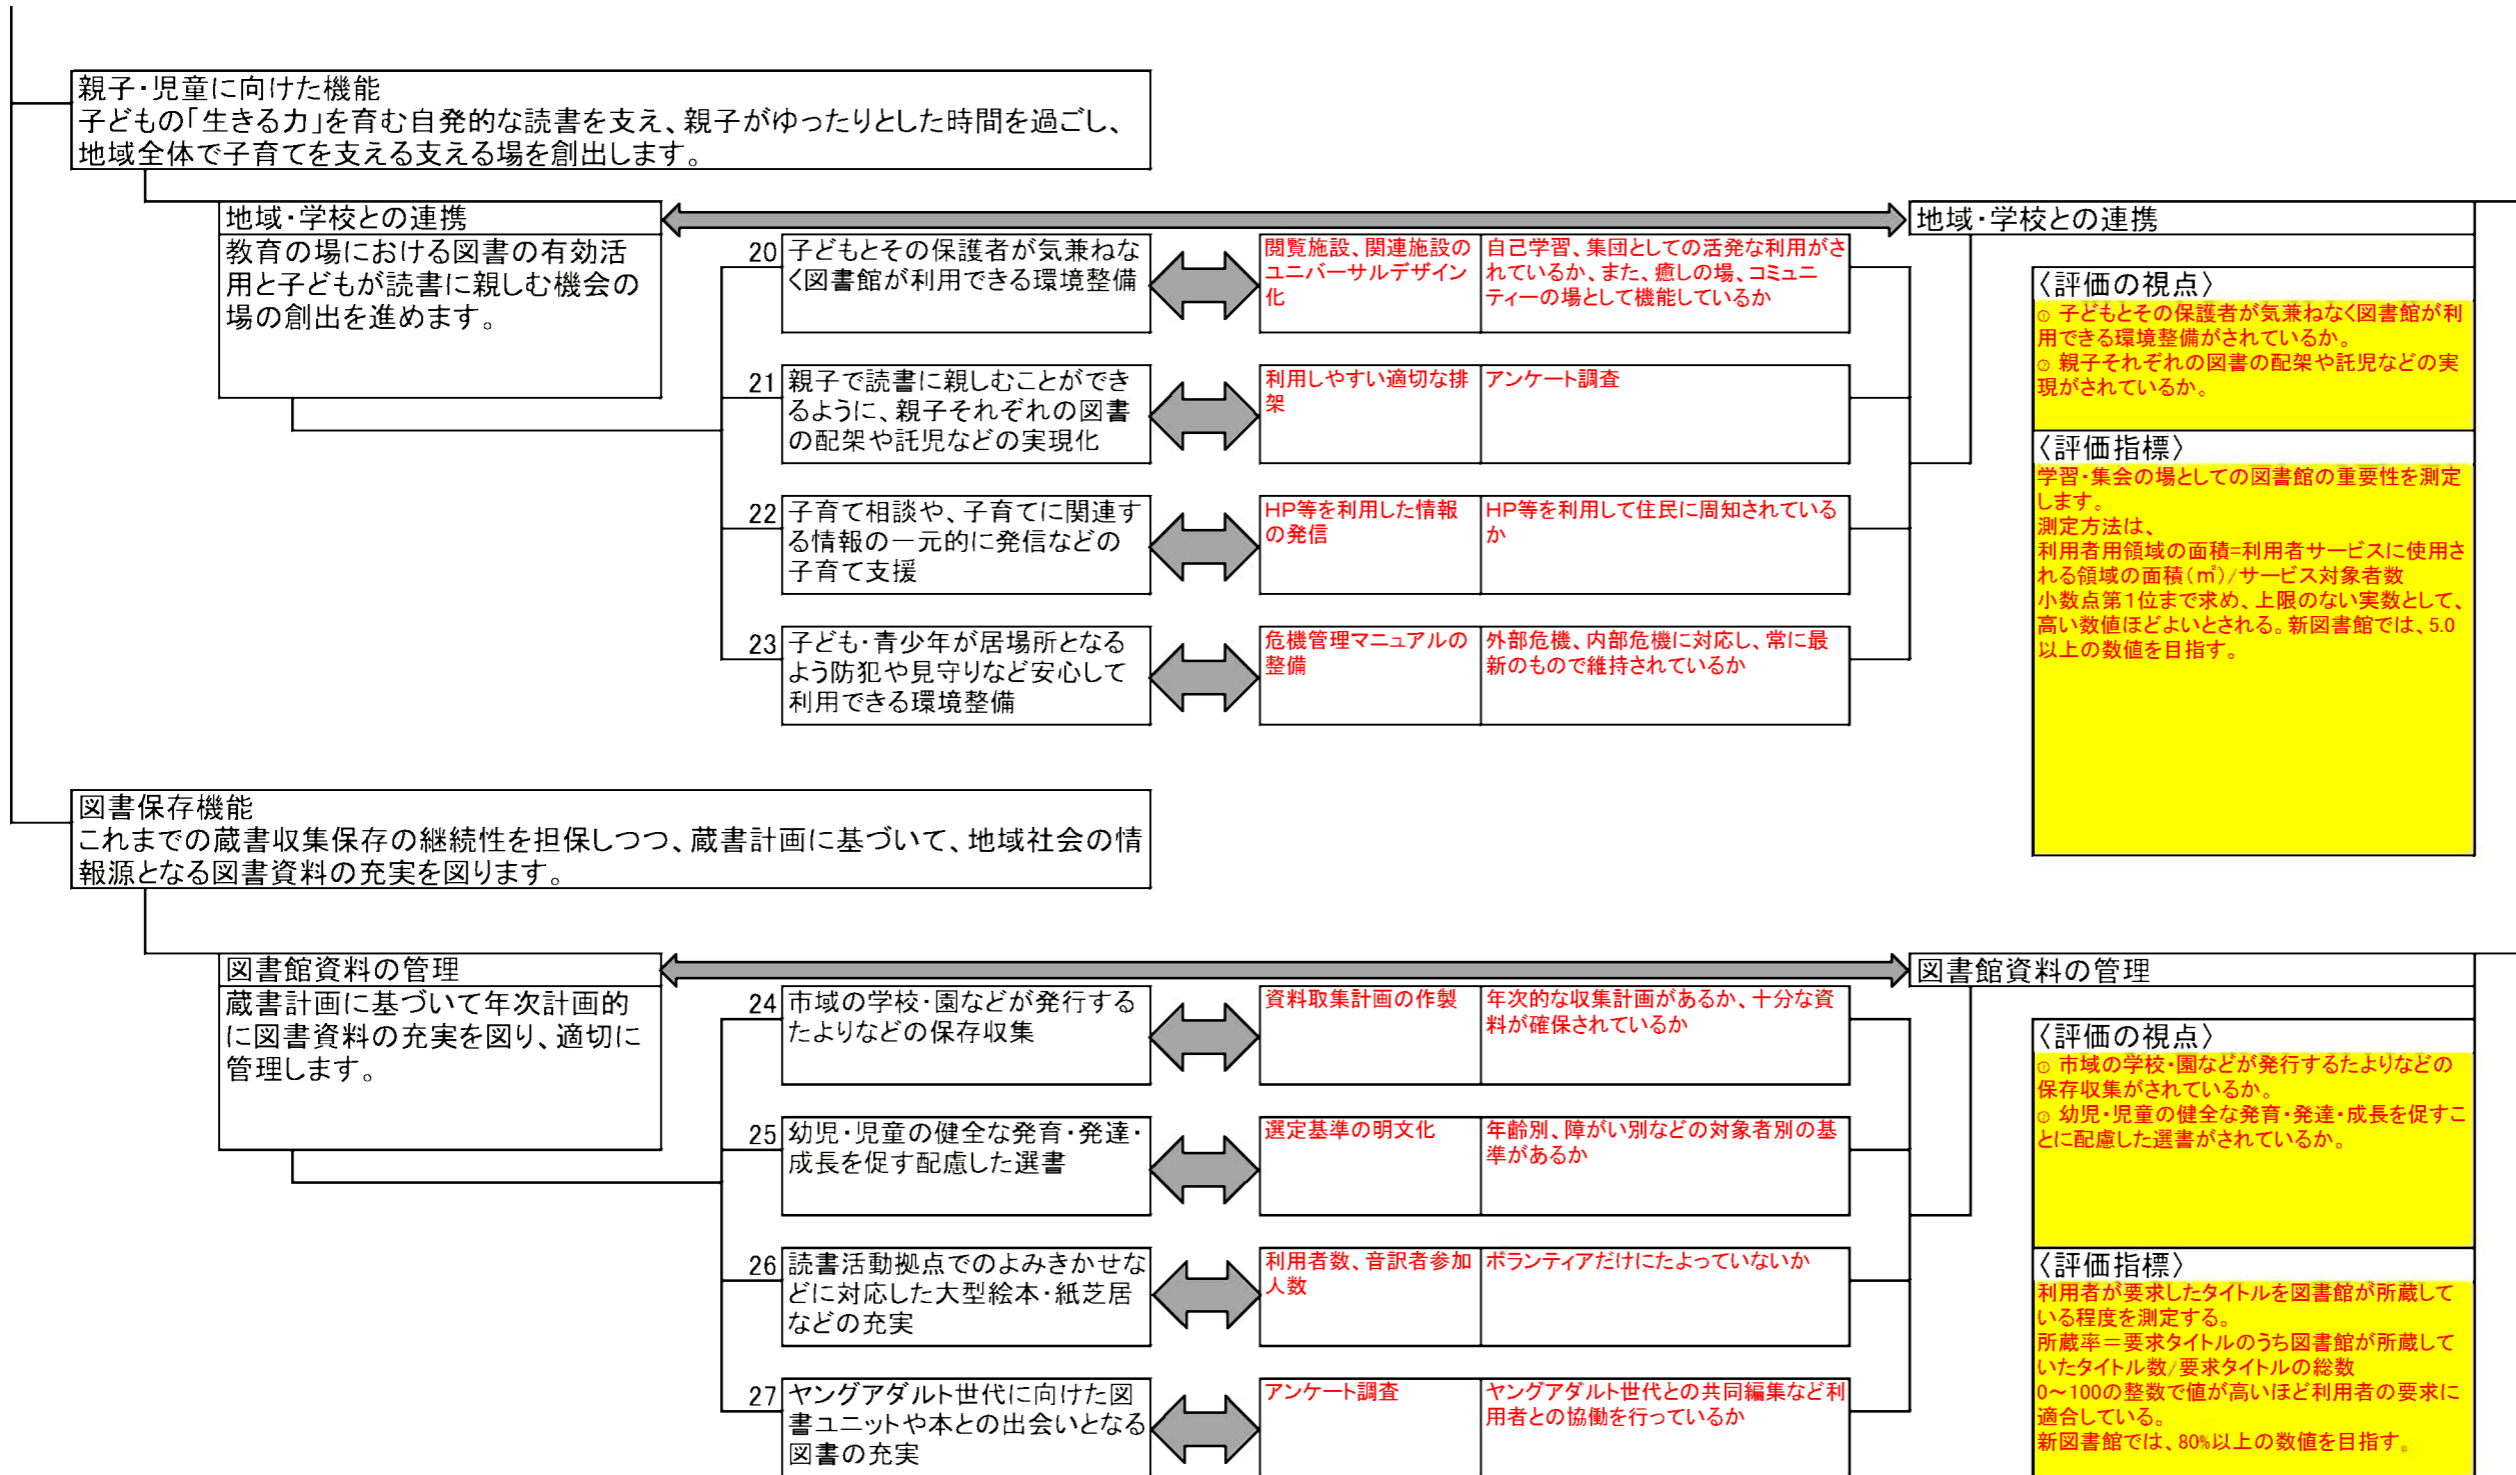 親子・児童に向けた機能
子どもの「生きる力」を育む自発的な読書を支え、親子がゆったりとした時間を過ごし、
地域全体で子育てを支える支える場を創出します。
地域・学校との連携
教育の場における図書の有効活
用と子どもが読書に親しむ機会の
場の創出を進めます。
20
子どもとその保護者が気兼ねな
く図書館が利用できる環境整備
閲覧施設、関連施設の
ユニバーサルデザイン
化
自己学習、集団としての活発な利用がさ
れているか、また、癒しの場、コミュニ
ティーの場として機能しているか
21
親子で読書に親しむことができ
るように、親子それぞれの図書
の配架や託児などの実現化
利用しやすい適切な排
架
アンケート調査
22
子育て相談や、子育てに関連す
る情報の一元的に発信などの
子育て支援
HP等を利用した情報
の発信
HP等を利用して住民に周知されている
か
23
子ども・青少年が居場所となる
よう防犯や見守りなど安心して
利用できる環境整備
危機管理マニュアルの
整備
外部危機、内部危機に対応し、常に最
新のもので維持されているか
地域・学校との連携
〈評価の視点〉
① 子どもとその保護者が気兼ねなく図書館が利
用できる環境整備がされているか。
② 親子それぞれの図書の配架や託児などの実
現がされているか。
〈評価指標〉
学習・集会の場としての図書館の重要性を測定
します。
測定方法は、
利用者用領域の面積=利用者サービスに使用さ
れる領域の面積(㎡)/サービス対象者数
小数点第1位まで求め、上限のない実数として、
高い数値ほどよいとされる。新図書館では、5.0
以上の数値を目指す。
図書保存機能
これまでの蔵書収集保存の継続性を担保しつつ、蔵書計画に基づいて、地域社会の情
報源となる図書資料の充実を図ります。
図書館資料の管理
蔵書計画に基づいて年次計画的
に図書資料の充実を図り、適切に
管理します。
24
市域の学校・園などが発行する
たよりなどの保存収集
資料取集計画の作製
年次的な収集計画があるか、十分な資
料が確保されているか
25
幼児・児童の健全な発育・発達・
成長を促す配慮した選書
選定基準の明文化
年齢別、障がい別などの対象者別の基
準があるか
26
読書活動拠点でのよみきかせな
どに対応した大型絵本・紙芝居
などの充実
利用者数、音訳者参加
人数
ボランティアだけにたよっていないか
27
ヤングアダルト世代に向けた図
書ユニットや本との出会いとなる
図書の充実
アンケート調査
ヤングアダルト世代との共同編集など利
用者との協働を行っているか
図書館資料の管理
〈評価の視点〉
① 市域の学校・園などが発行するたよりなどの
保存収集がされているか。
② 幼児・児童の健全な発育・発達・成長を促すこ
とに配慮した選書がされているか。
〈評価指標〉
利用者が要求したタイトルを図書館が所蔵して
いる程度を測定する。
所蔵率＝要求タイトルのうち図書館が所蔵して
いたタイトル数/要求タイトルの総数
0～100の整数で値が高いほど利用者の要求に
適合している。
新図書館では、80%以上の数値を目指す。